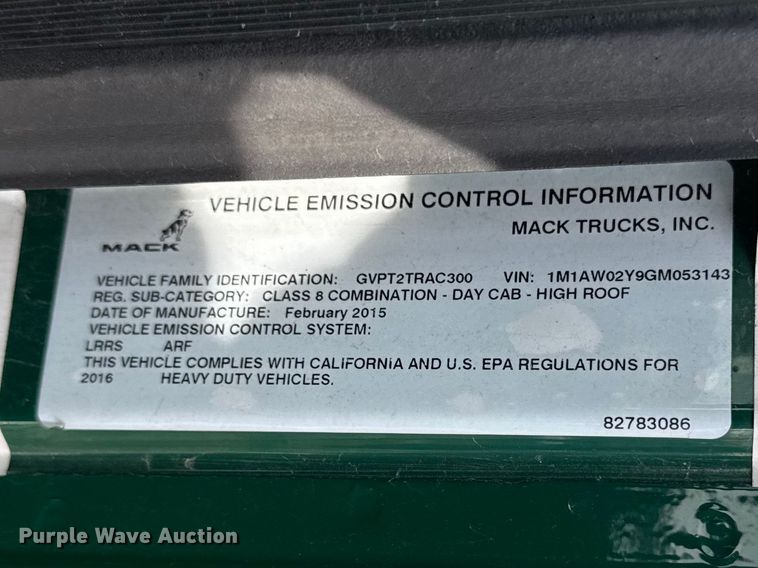 VEHICLE EMISSION CONTROL INFORMATION
MACK
MACK TRUCKS, INC.
VEHICLE FAMILY IDENTIFICATION: GVPT2TRAC300 VIN: 1M1AW02Y9GM053143
REG. SUB-CATEGORY: CLASS 8 COMBINATION - DAY CAB - HIGH ROOF
DATE OF MANUFACTURE: February 2015
VEHICLE EMISSION CONTROL SYSTEM:
LRRS ARF
THIS VEHICLE COMPLIES WITH CALIFORNIA AND U.S. EPA REGULATIONS FOR
2016 HEAVY DUTY VEHICLES.
82783086
Purple Wave Auction